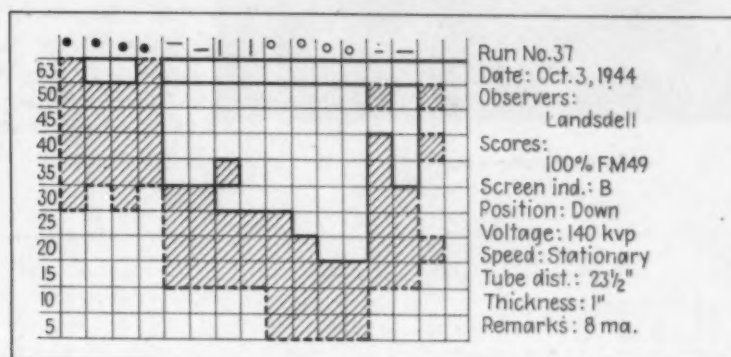 63
50
45
40
35
30
25
20
15
10
5
Run No.37
Date: Oct. 3, 1944
Observers:
Landsdell
Scores:
100% FM49
Screen ind.: B
Position: Down
Voltage: 140 kvp
Speed: Stationary
Tube dist.: 23½"
Thickness: 1"
Remarks: 8 ma.